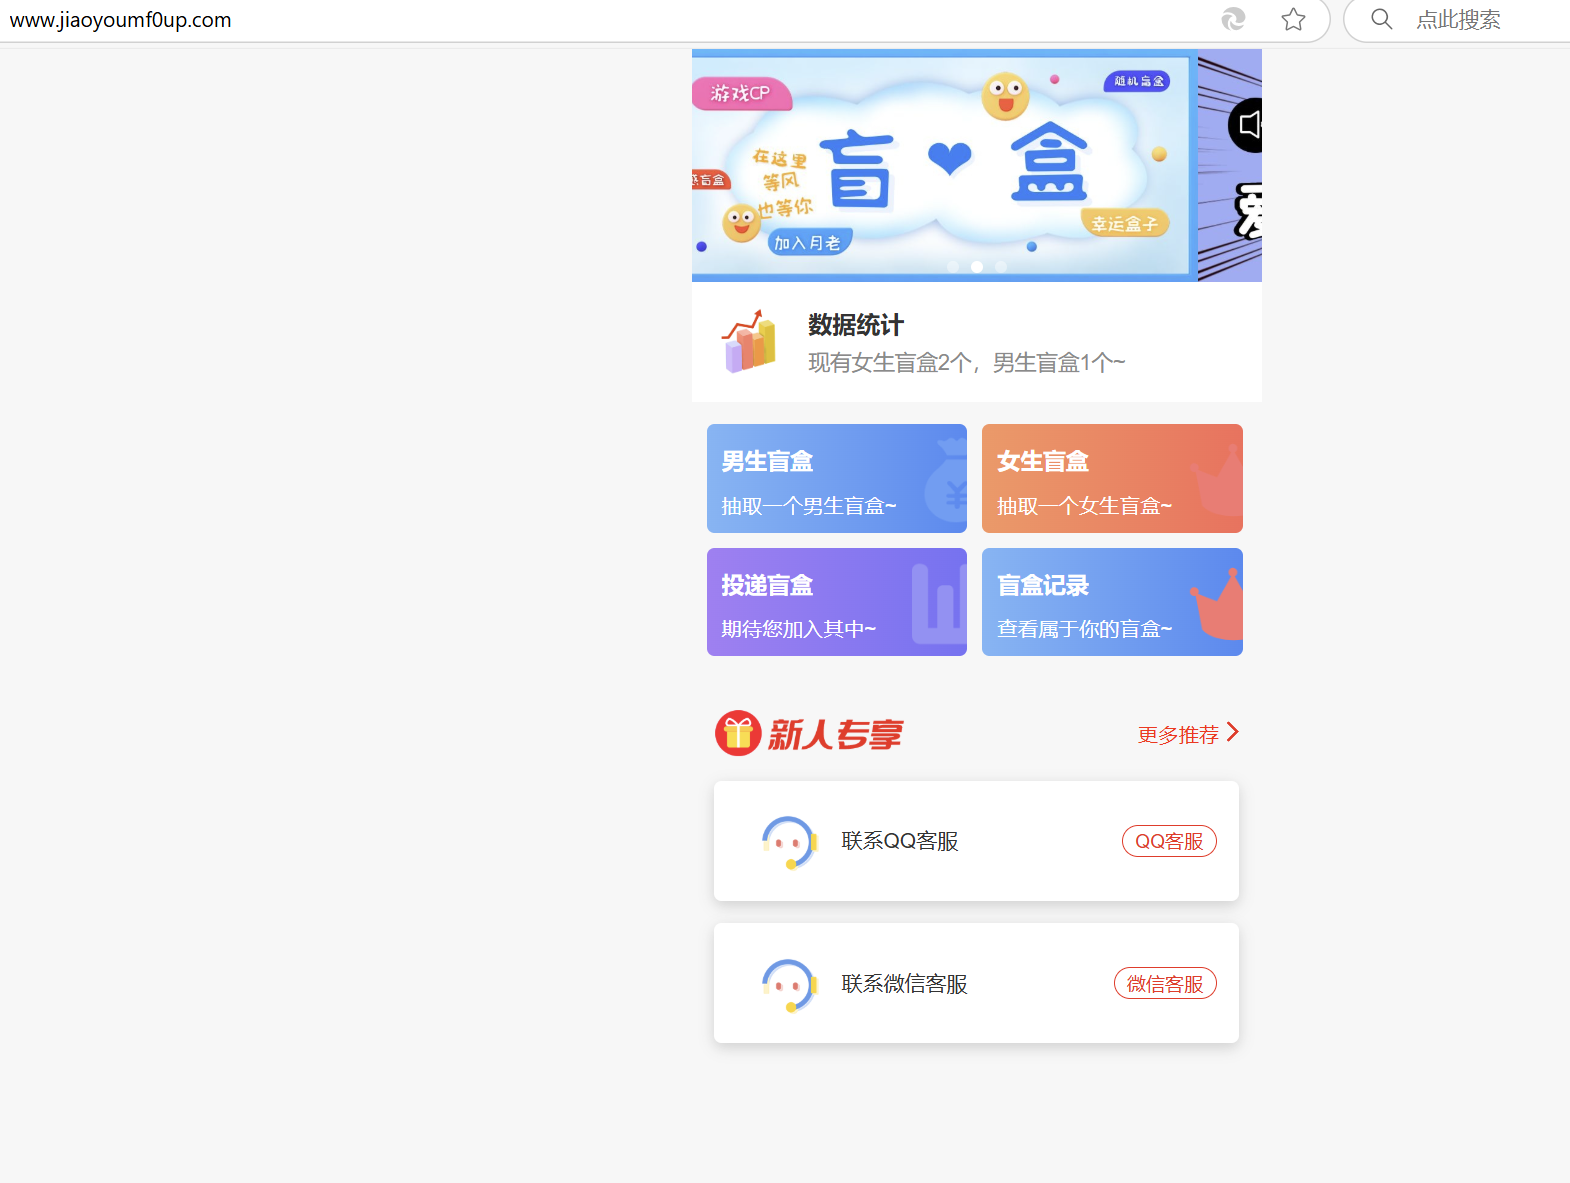 www.jiaoyoumf0up.com
点此搜索
游戏CP
随机盲盒
盲
盒
在这里
等风
也等你
盲盒
加入月老
幸运盒子
数据统计
现有女生盲盒2个，男生盲盒1个~
男生盲盒
抽取一个男生盲盒~
女生盲盒
抽取一个女生盲盒~
投递盲盒
期待您加入其中~
盲盒记录
查看属于你的盲盒~
新人专享
更多推荐
联系QQ客服
QQ客服
联系微信客服
微信客服